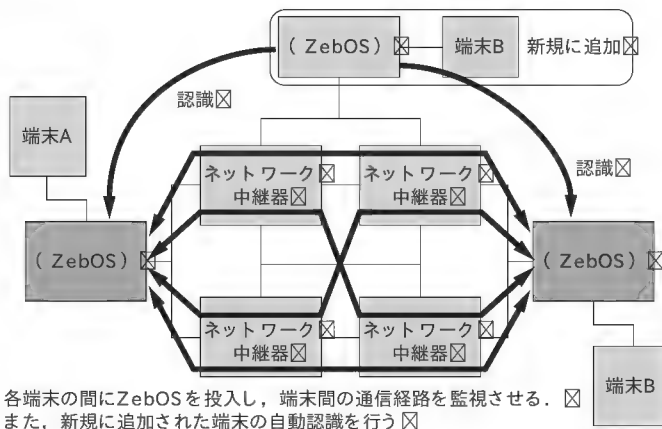 （ZebOS）
端末B
新規に追加
認識
端末A
ネットワーク
中継器
ネットワーク
中継器
認識
（ZebOS）
（ZebOS）
ネットワーク
中継器
ネットワーク
中継器
端末B
各端末の間にZebOSを投入し，端末間の通信経路を監視させる．
また，新規に追加された端末の自動認識を行う